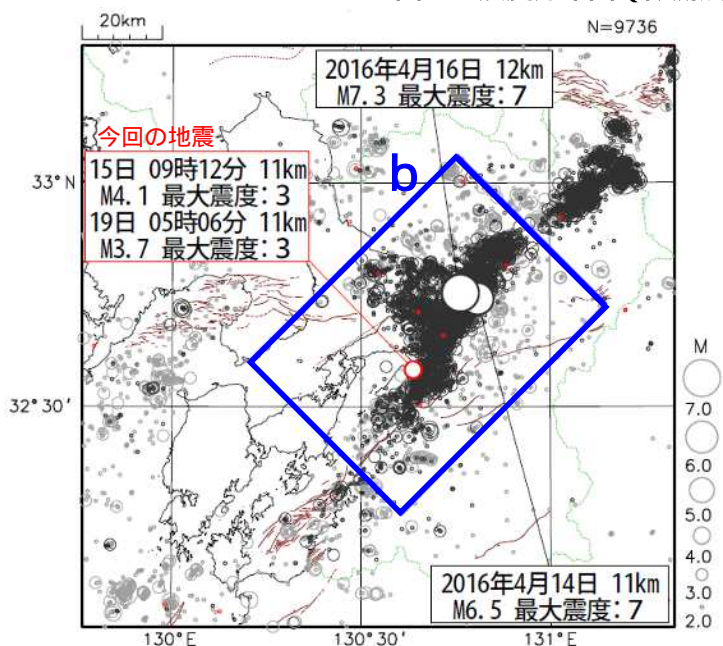 20km
N=9736
2016年4月16日 12km
M7.3 最大震度：7
今回の地震
15日 09時12分 11km
M4.1 最大震度：3
19日 05時06分 11km
M3.7 最大震度：3
b
33°N
32°30'
M
7.0
6.0
5.0
4.0
3.0
2.0
2016年4月14日 11km
M6.5 最大震度：7
130°E
130°30'
131°E